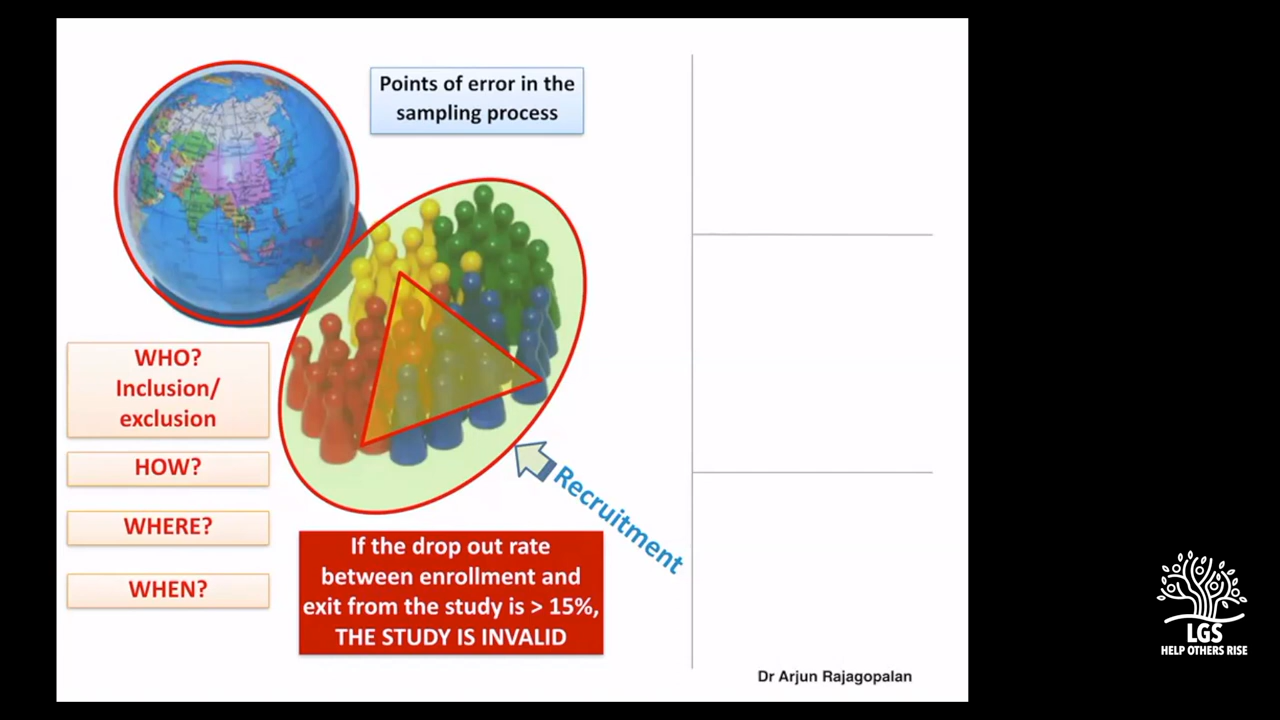 Points of error in the
sampling process
WHO?
Inclusion/
exclusion
HOW?
WHERE?
WHEN?
Recruitment
If the drop out rate
between enrollment and
exit from the study is > 15%,
THE STUDY IS INVALID
Dr Arjun Rajagopalan
LGS
HELP OTHERS RISE